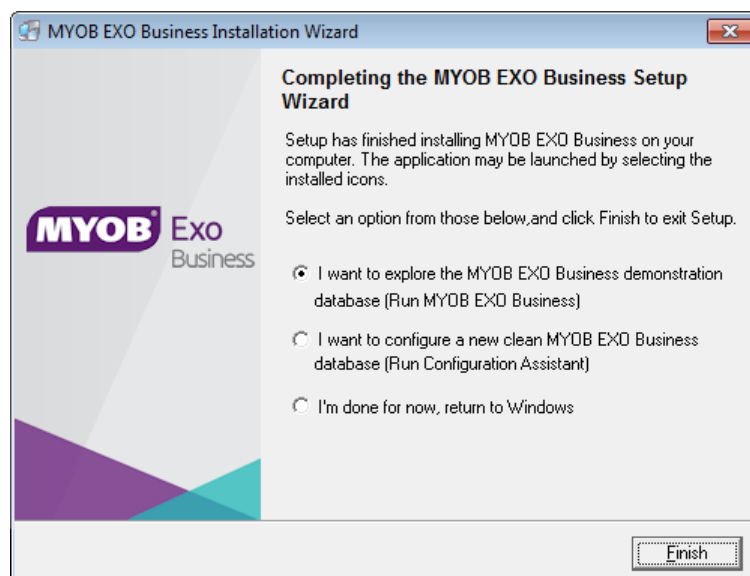 MYOB EXO Business Installation Wizard
Completing the MYOB EXO Business Setup
Wizard
Setup has finished installing MYOB EXO Business on your
computer. The application may be launched by selecting the
installed icons.
Select an option from those below,and click Finish to exit Setup.
MYOB Exo
Business
I want to explore the MYOB EXO Business demonstration
database (Run MYOB EXO Business)
I want to configure a new clean MYOB EXO Business
database (Run Configuration Assistant)
I'm done for now, return to Windows
Finish